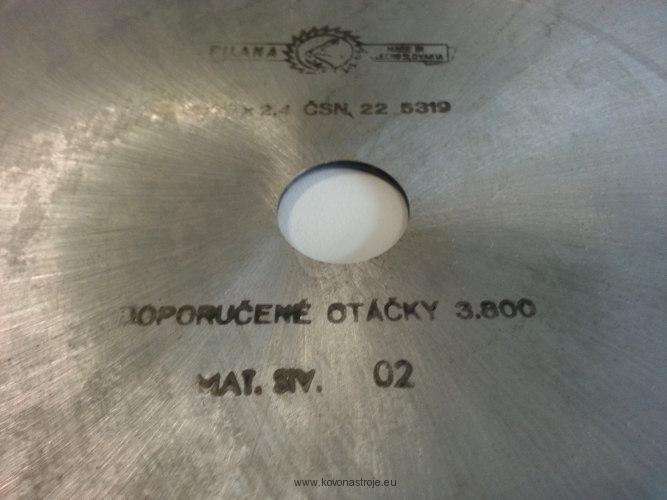 PILANA MADE IN CZECHOSLOVAKIA
× 2,4 ČSN 22 5319
DOPORUČENÉ OTÁČKY 3.800
MAT. SIV. 02
www.kovonastroje.eu